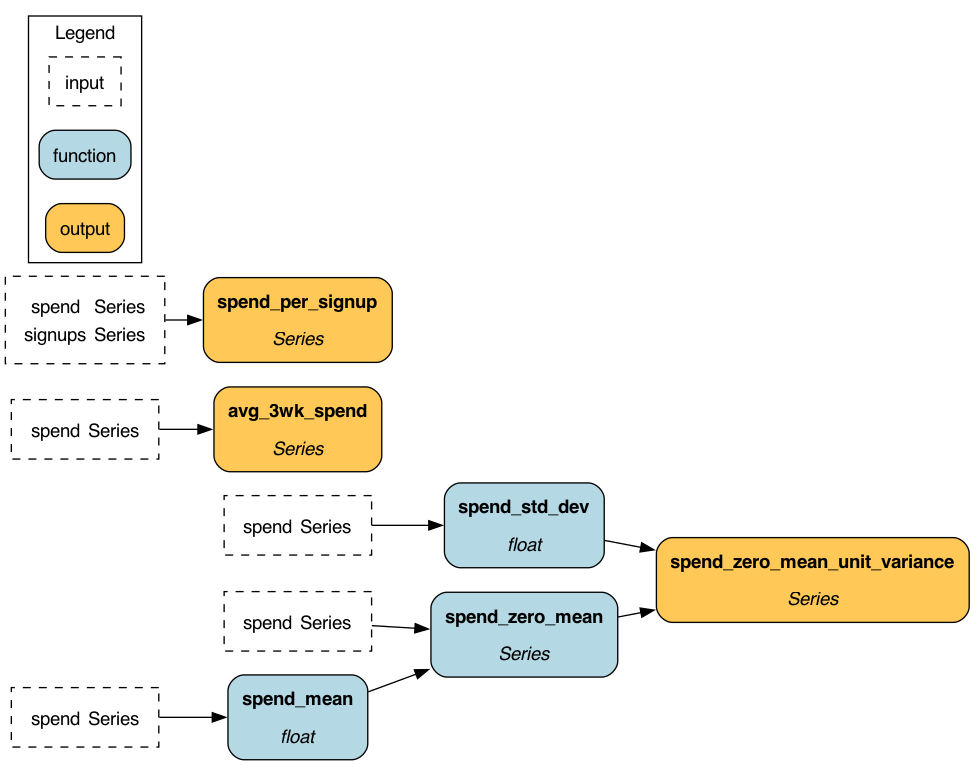 Legend
input
function
output
spend Series
signups Series
spend_per_signup
Series
spend Series
avg_3wk_spend
Series
spend Series
spend_std_dev
float
spend_zero_mean_unit_variance
Series
spend Series
spend_zero_mean
Series
spend Series
spend_mean
float